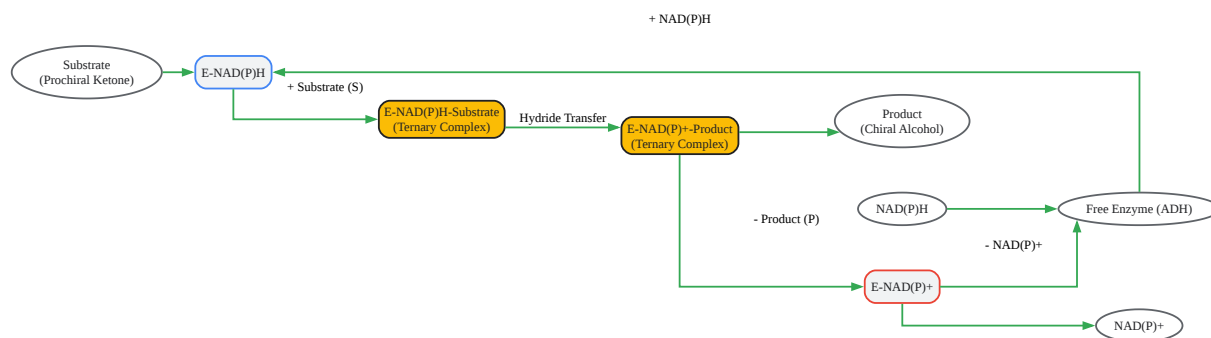 + NAD(P)H
Substrate
(Prochiral Ketone)
E-NAD(P)H
+ Substrate (S)
E-NAD(P)H-Substrate
(Ternary Complex)
Hydride Transfer
E-NAD(P)+-Product
(Ternary Complex)
Product
(Chiral Alcohol)
NAD(P)H
Free Enzyme (ADH)
- Product (P)
- NAD(P)+
E-NAD(P)+
NAD(P)+